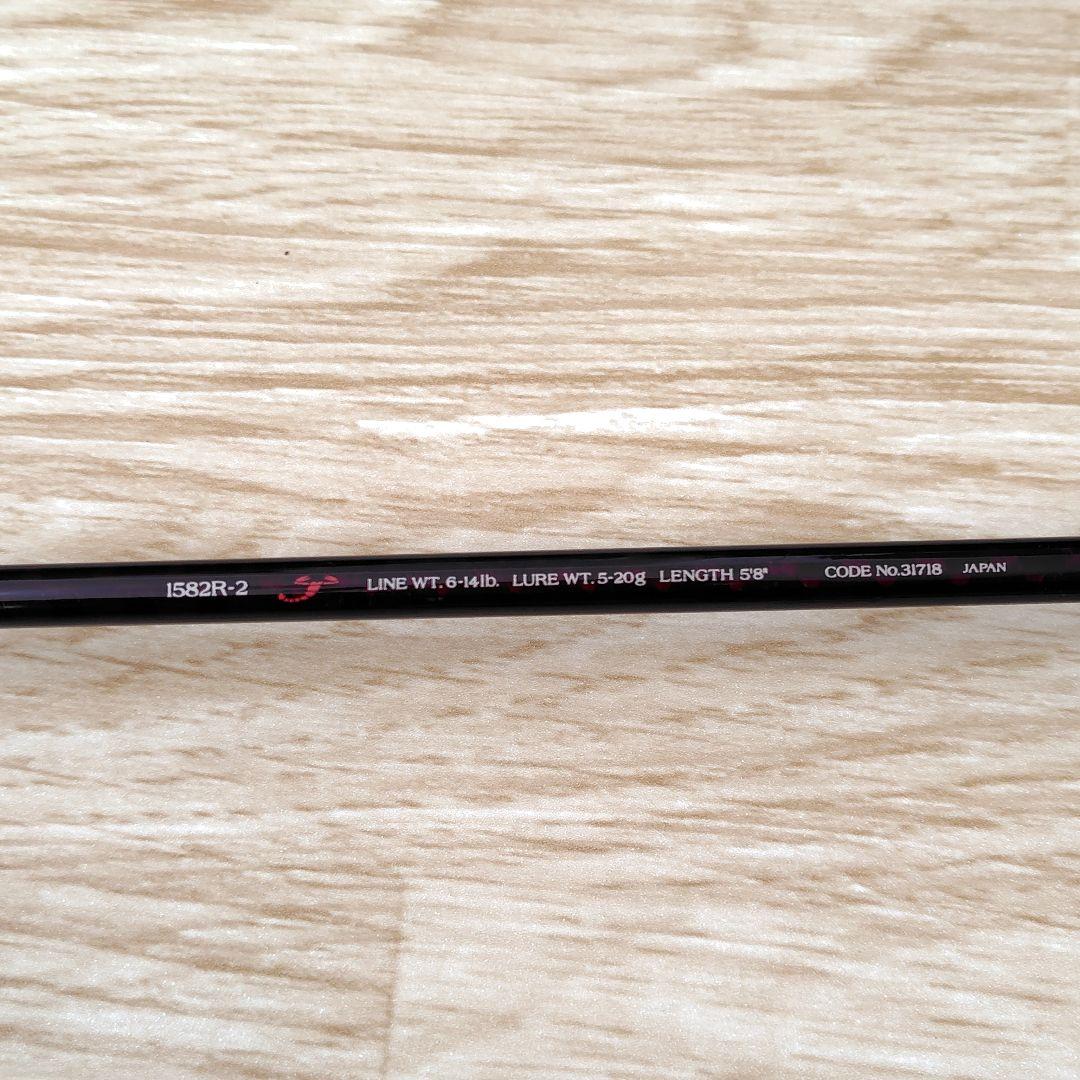 1582R-2 LINE WT. 6-14lb. LURE WT. 5-20g LENGTH 5'8" CODE No.31718 JAPAN